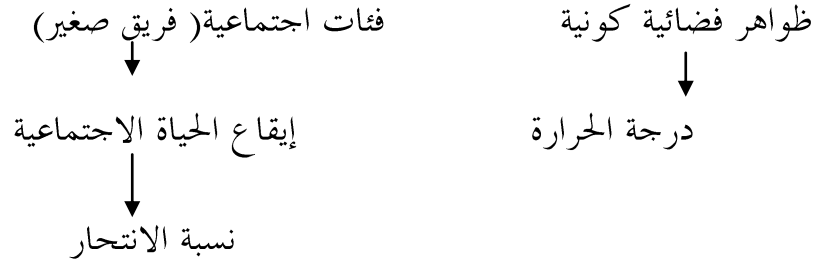 ظواهر فضائية كونية فئات اجتماعية( فريق صغير)
درجة الحرارة إيقاع الحياة الاجتماعية
نسبة الانتحار